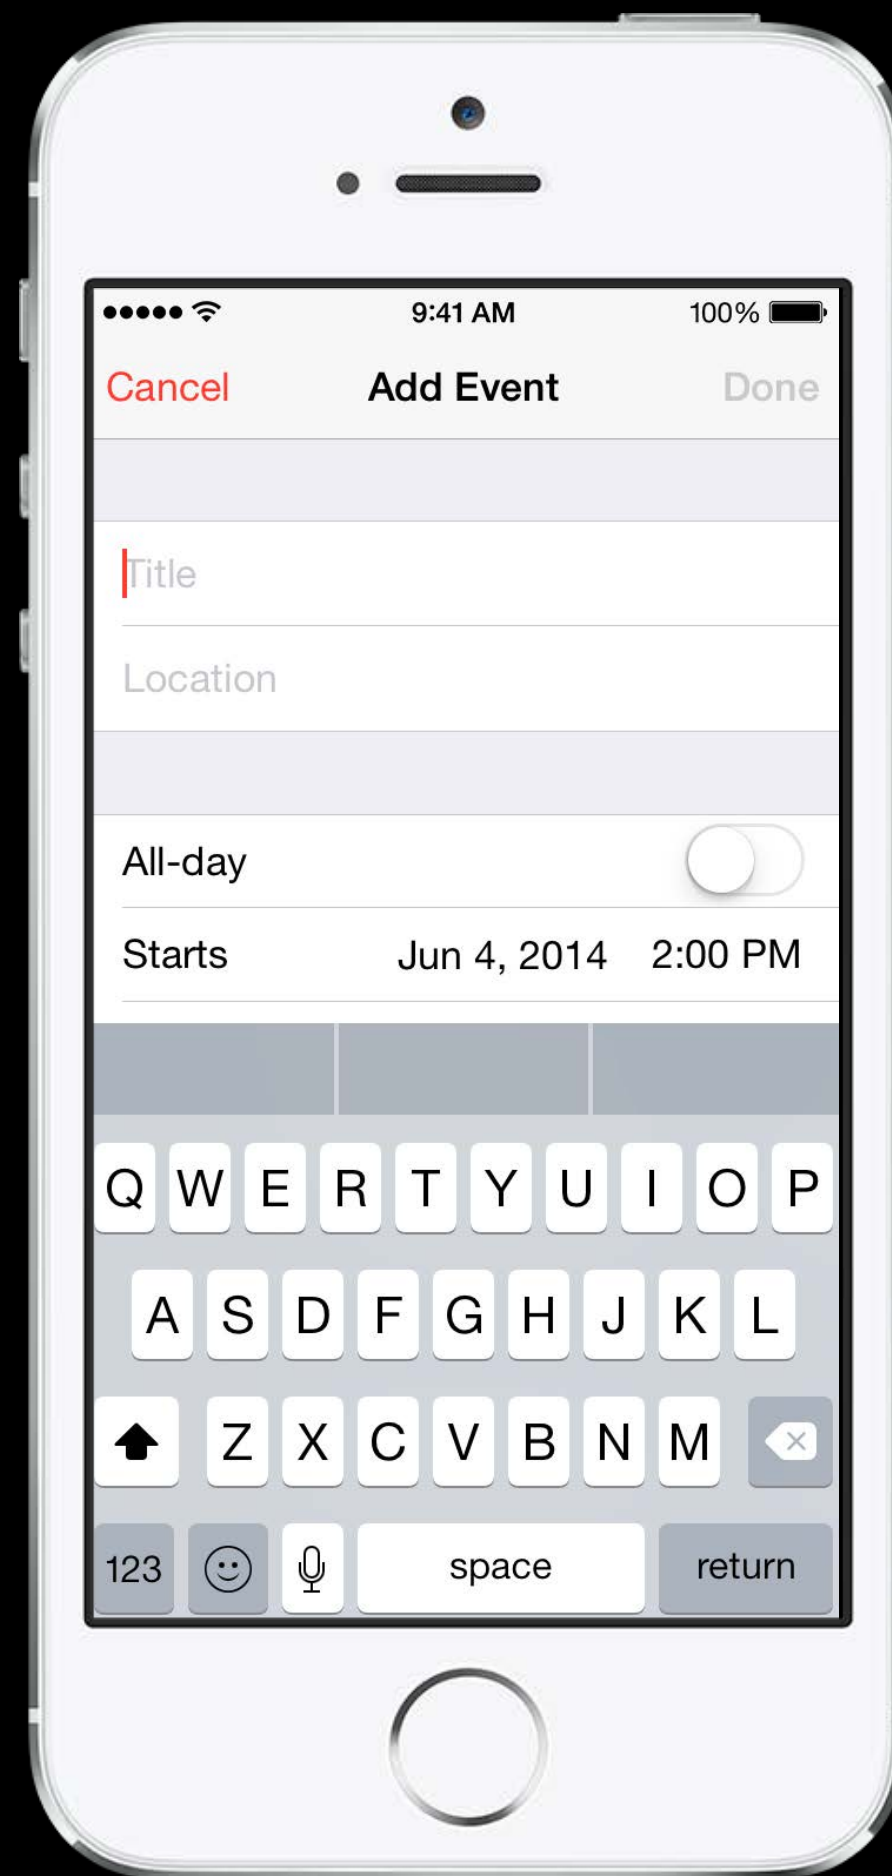 9:41 AM 100%
Cancel Add Event Done
Title
Location
All-day
Starts Jun 4, 2014 2:00 PM
Q W E R T Y U I O P
A S D F G H J K L
Z X C V B N M
123 space return